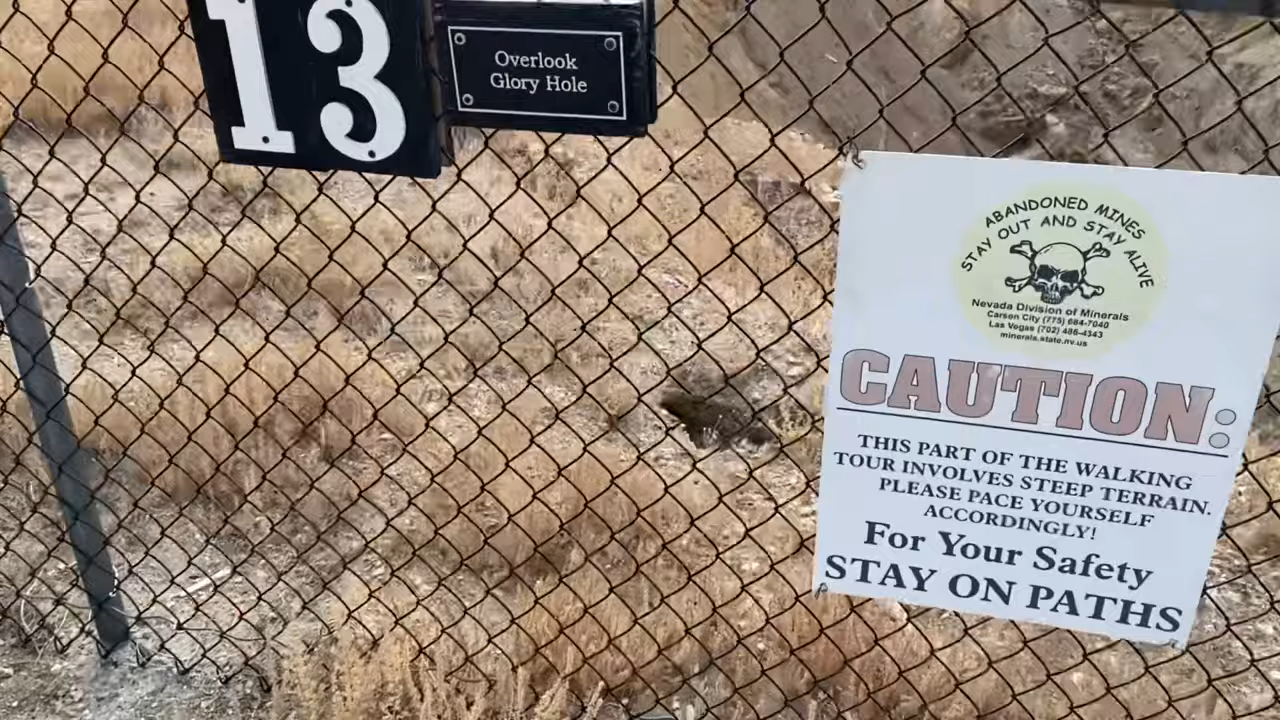 13
Overlook
Glory Hole
ABANDONED MINES
STAY OUT AND STAY ALIVE
Nevada Division of Minerals
Carson City (775) 684-7040
Las Vegas (702) 486-4343
minerals.state.nv.us
CAUTION:
THIS PART OF THE WALKING
TOUR INVOLVES STEEP TERRAIN.
PLEASE PACE YOURSELF
ACCORDINGLY!
For Your Safety
STAY ON PATHS